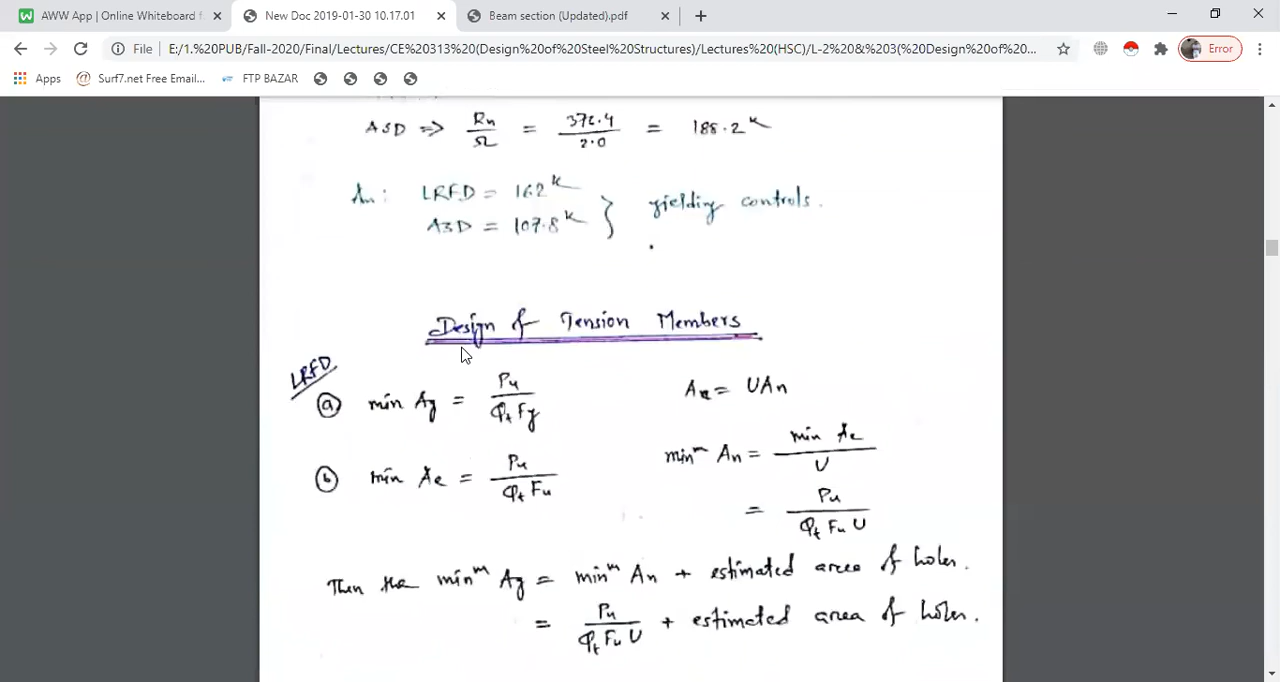 AWW App | Online Whiteboard f
New Doc 2019-01-30 10.17.01
Beam section (Updated).pdf
File E:/1.%20PUB/Fall-2020/Final/Lectures/CE%20313%20(Design%20of%20Steel%20Structures)/Lectures%20(HSC)/L-2%20&%203(%20Design%20of%20...
Error
Apps Surf7.net Free Email... FTP BAZAR
ASD => Rn/Ω = 376.4/2.0 = 188.2 k
An: LRFD = 162 k
ASD = 107.8 k } yielding controls.
Design of Tension Members
LRFD
(a) min Ag = Pu/φt Fy
Ae = UAn
(b) min Ae = Pu/φt Fu
minm An = min Ae/U
= Pu/φt Fu U
Then the minm Ag = minm An + estimated area of holes.
= Pu/φt Fu U + estimated area of holes.